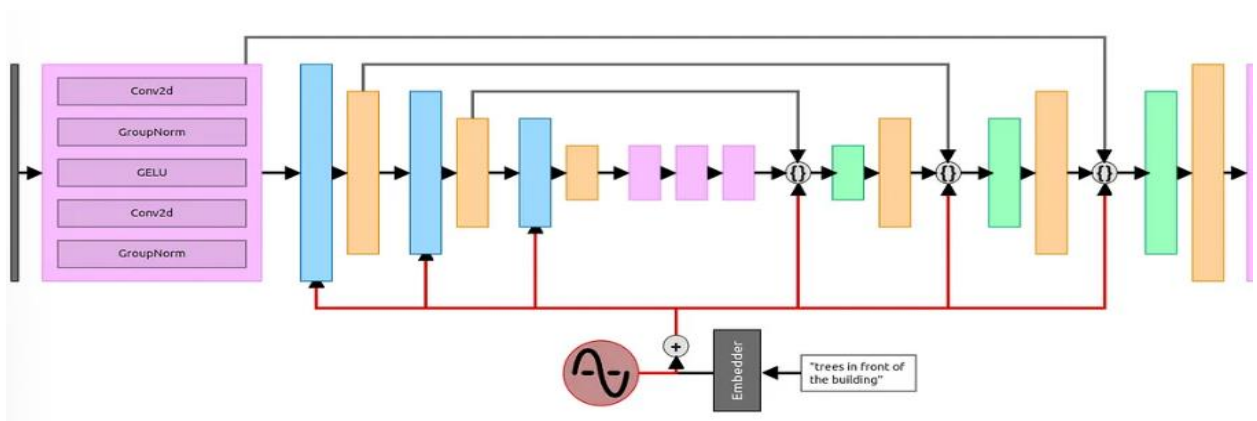 Conv2d
GroupNorm
GELU
Conv2d
GroupNorm
{}
{}
{}
+
Embedder
"trees in front of
the building"